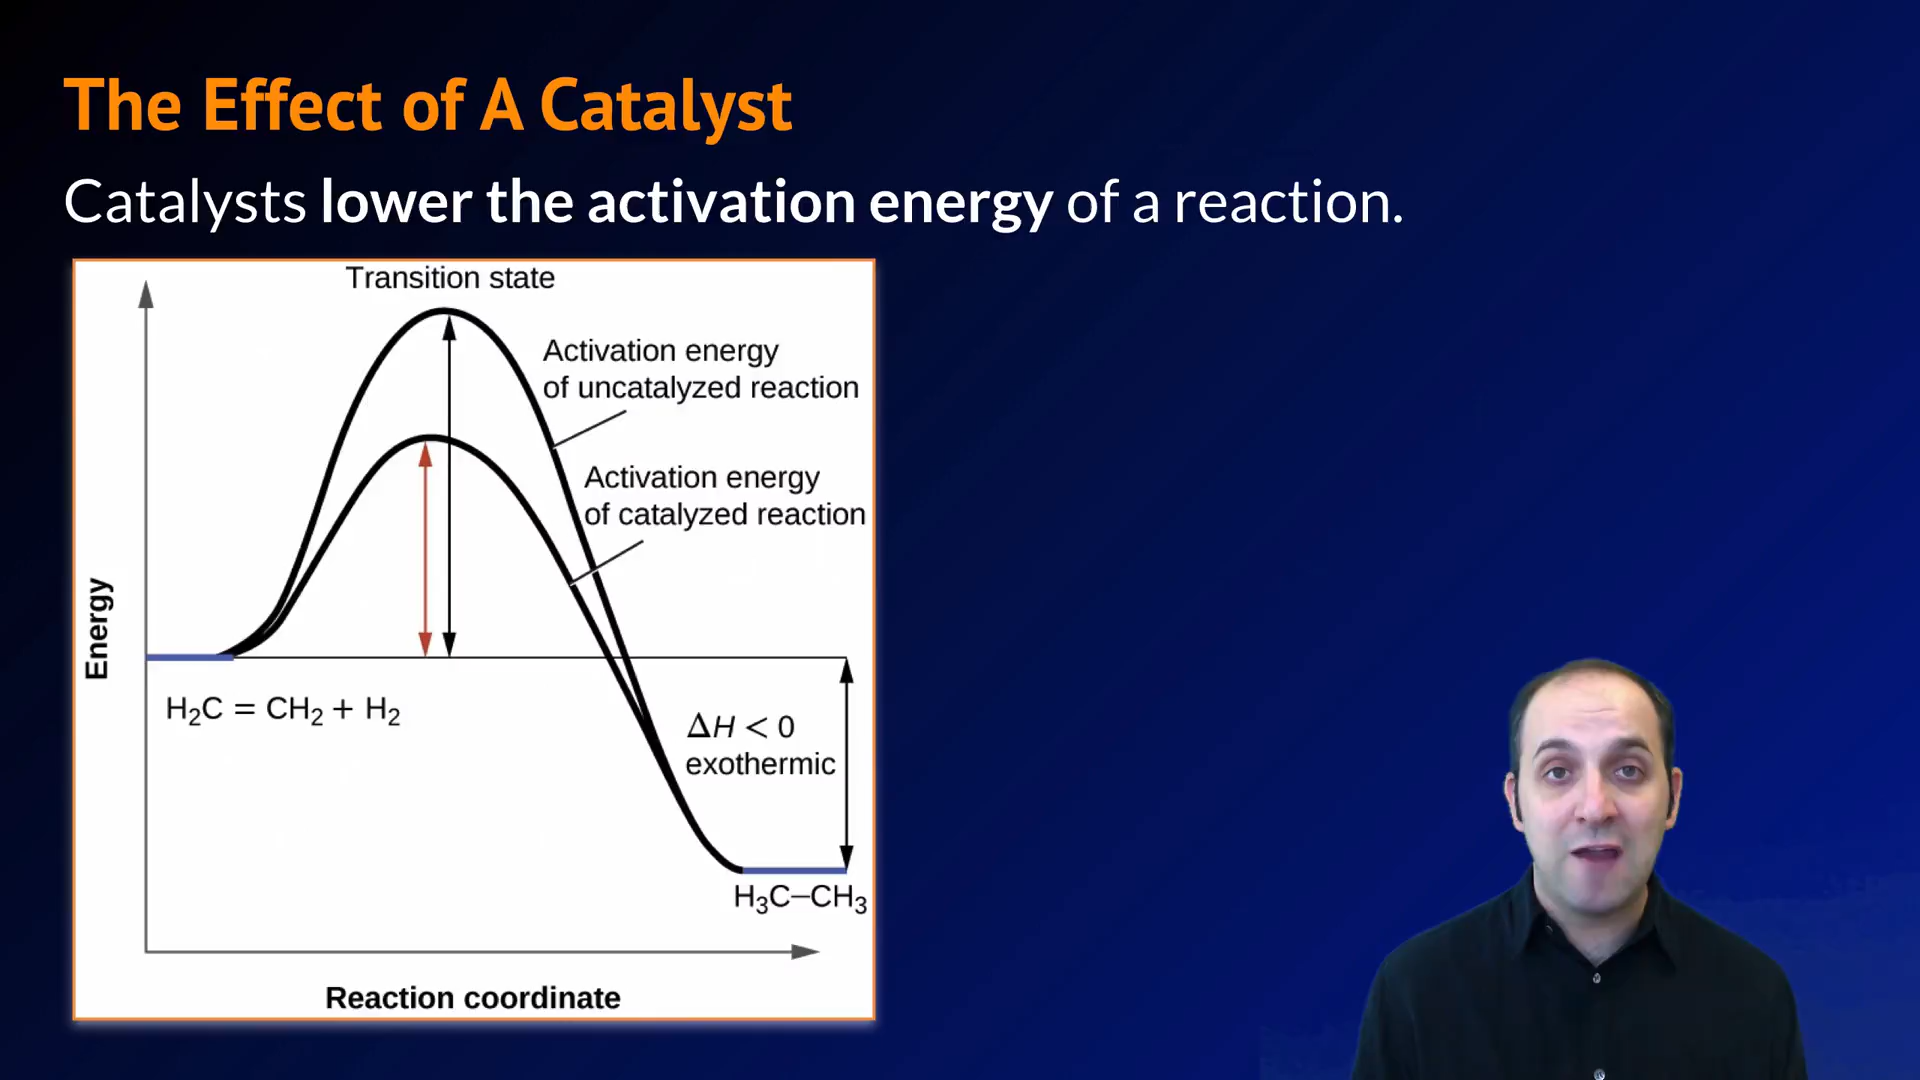 The Effect of A Catalyst
Catalysts lower the activation energy of a reaction.
Transition state
Activation energy
of uncatalyzed reaction
Activation energy
of catalyzed reaction
Energy
H₂C = CH₂ + H₂
ΔH < 0
exothermic
H₃C–CH₃
Reaction coordinate